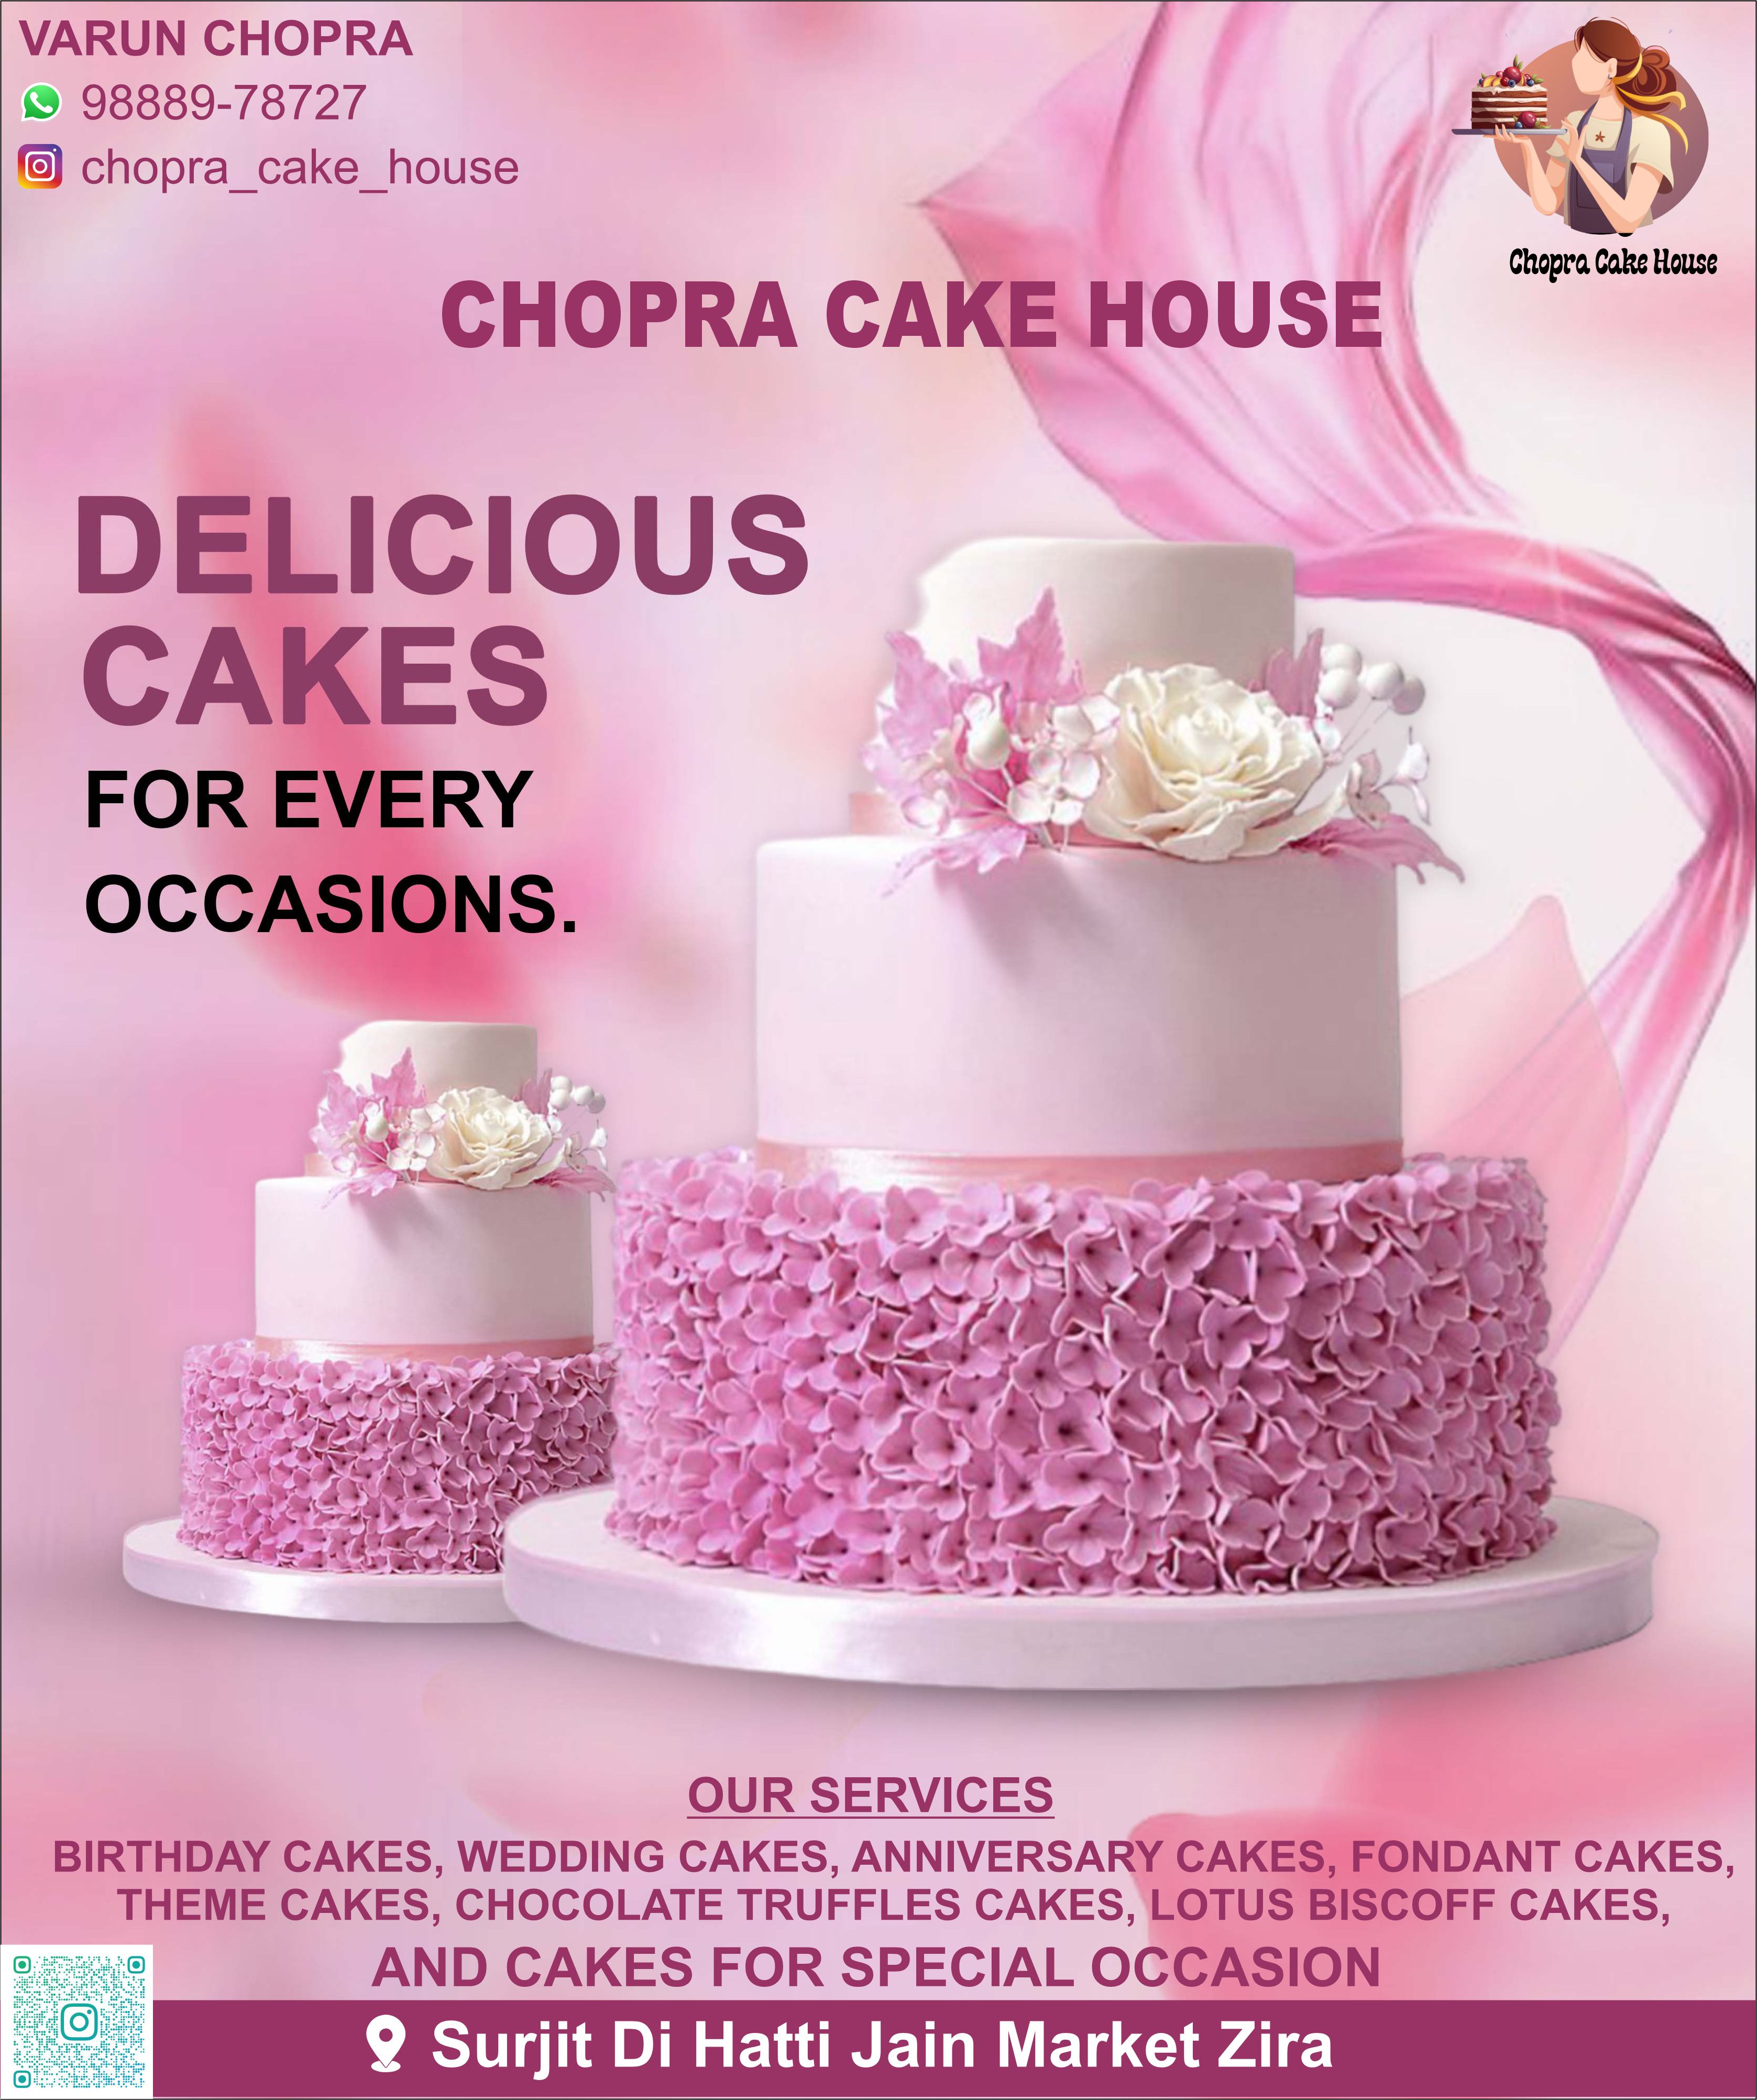 VARUN CHOPRA
98889-78727
chopra_cake_house
Chopra Cake House
CHOPRA CAKE HOUSE
DELICIOUS
CAKES
FOR EVERY
OCCASIONS.
OUR SERVICES
BIRTHDAY CAKES, WEDDING CAKES, ANNIVERSARY CAKES, FONDANT CAKES,
THEME CAKES, CHOCOLATE TRUFFLES CAKES, LOTUS BISCOFF CAKES,
AND CAKES FOR SPECIAL OCCASION
Surjit Di Hatti Jain Market Zira